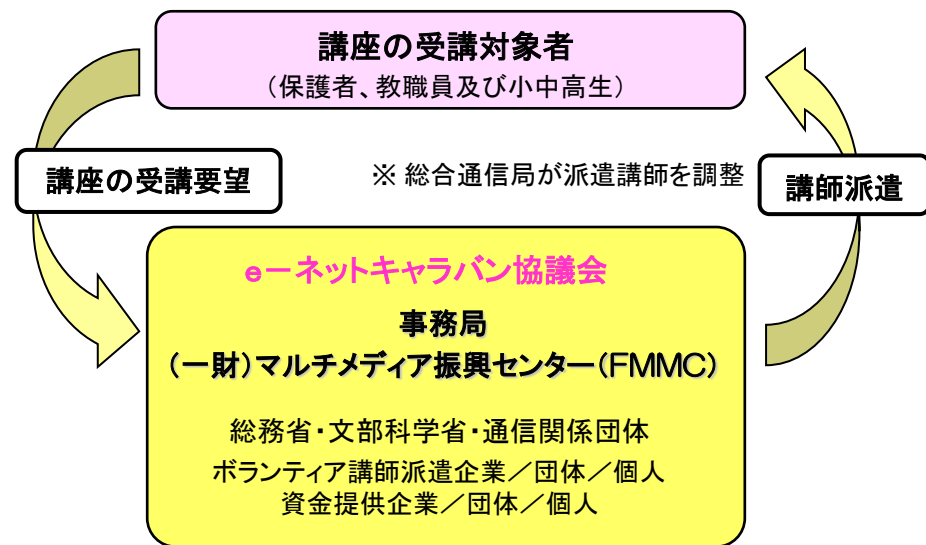 講座の受講対象者
（保護者、教職員及び小中高生）
講座の受講要望
※ 総合通信局が派遣講師を調整
講師派遣
e－ネットキャラバン協議会
事務局
（一財）マルチメディア振興センター（FMMC）
総務省・文部科学省・通信関係団体
ボランティア講師派遣企業／団体／個人
資金提供企業／団体／個人